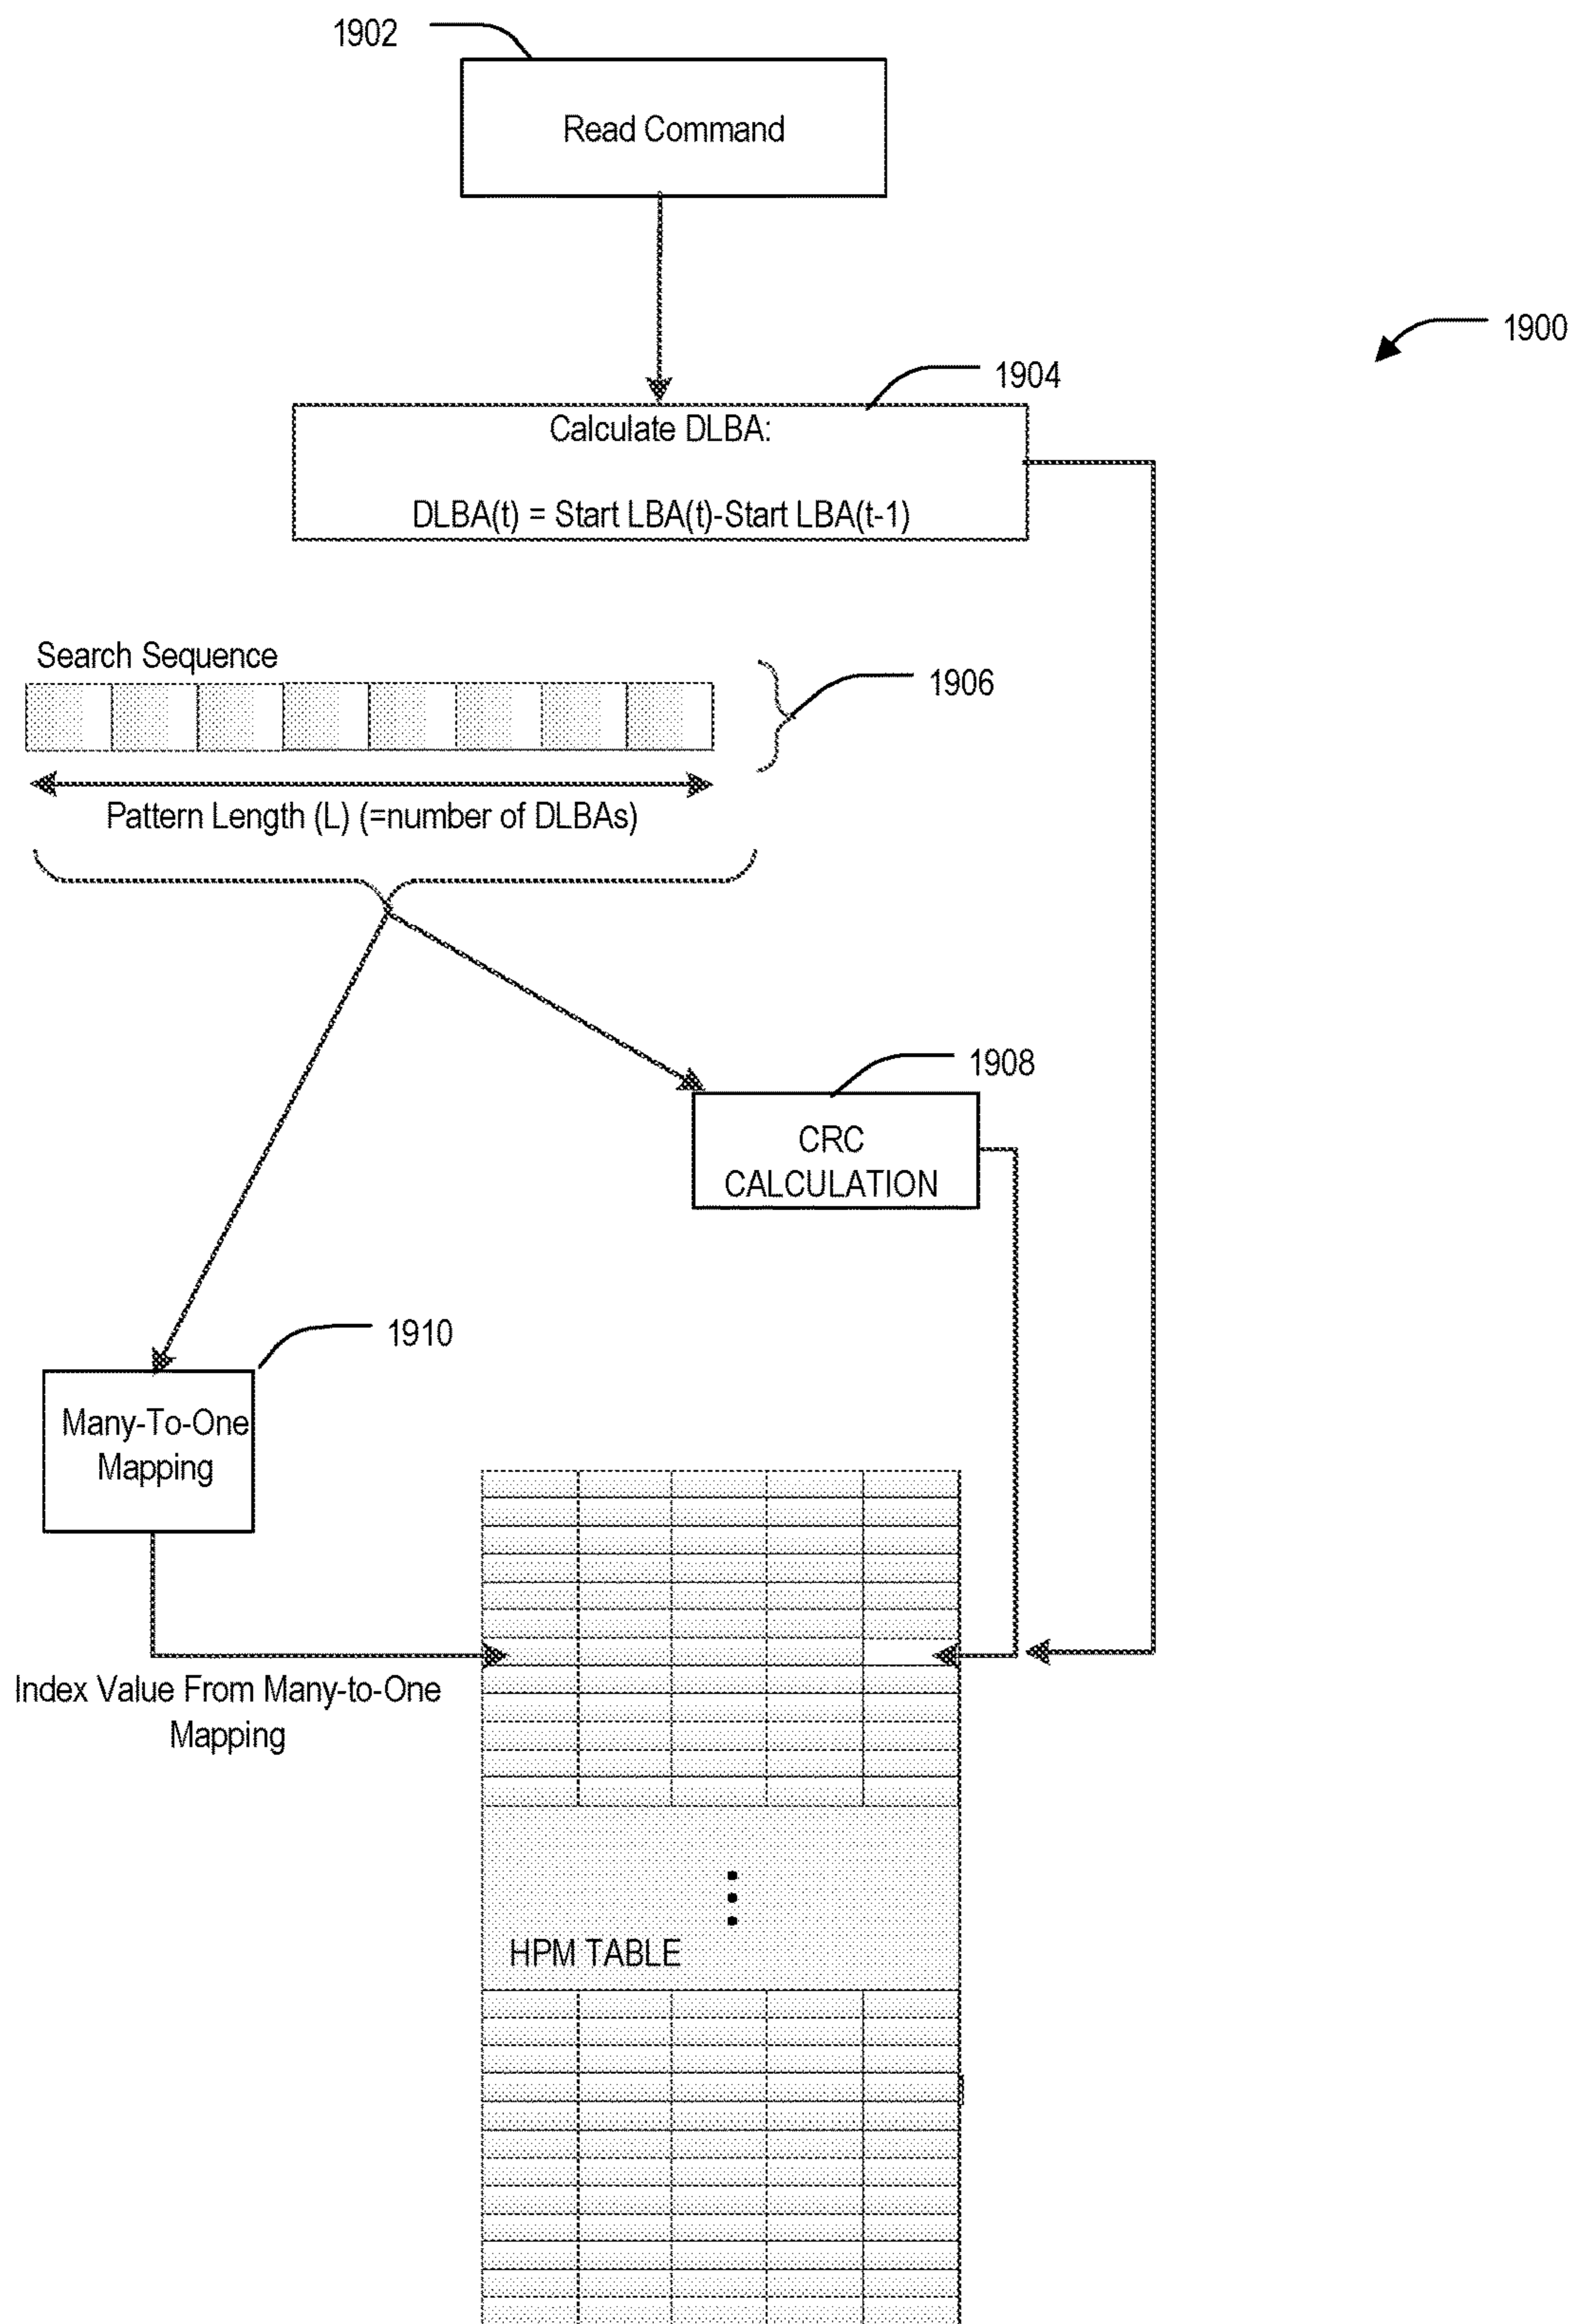 1902
Read Command
1900
1904
Calculate DLBA:
DLBA(t) = Start LBA(t)-Start LBA(t-1)
Search Sequence
1906
Pattern Length (L) (=number of DLBAs)
1908
CRC
CALCULATION
1910
Many-To-One
Mapping
Index Value From Many-to-One
Mapping
HPM TABLE